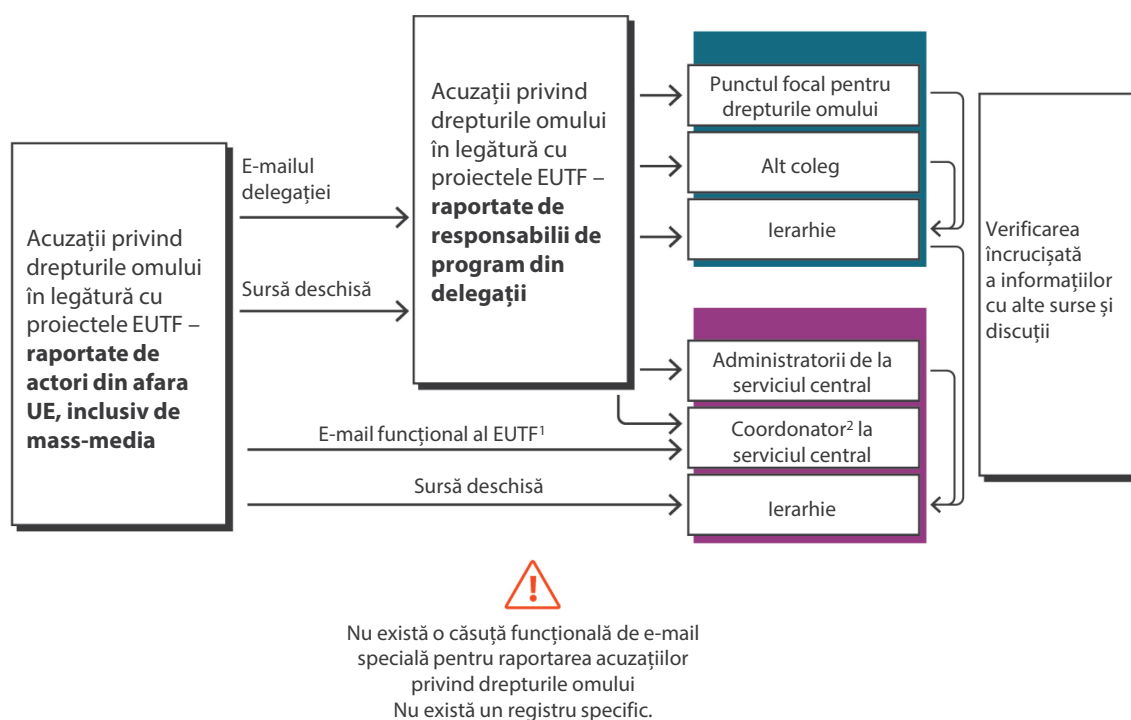 Acuzații privind
drepturile omului
în legătură cu
proiectele EUTF –
raportate de
actori din afara
UE, inclusiv de
mass-media
E-mailul
delegației
Sursă deschisă
Acuzații privind
drepturile omului
în legătură cu
proiectele EUTF –
raportate de
responsabilii de
program din
delegații
Punctul focal pentru
drepturile omului
Alt coleg
Ierarhie
Verificarea
încrucișată
a informațiilor
cu alte surse și
discuții
E-mail funcțional al EUTF¹
Sursă deschisă
Administratorii de la
serviciul central
Coordonator² la
serviciul central
Ierarhie
Nu există o căsuță funcțională de e-mail
specială pentru raportarea acuzațiilor
privind drepturile omului
Nu există un registru specific.